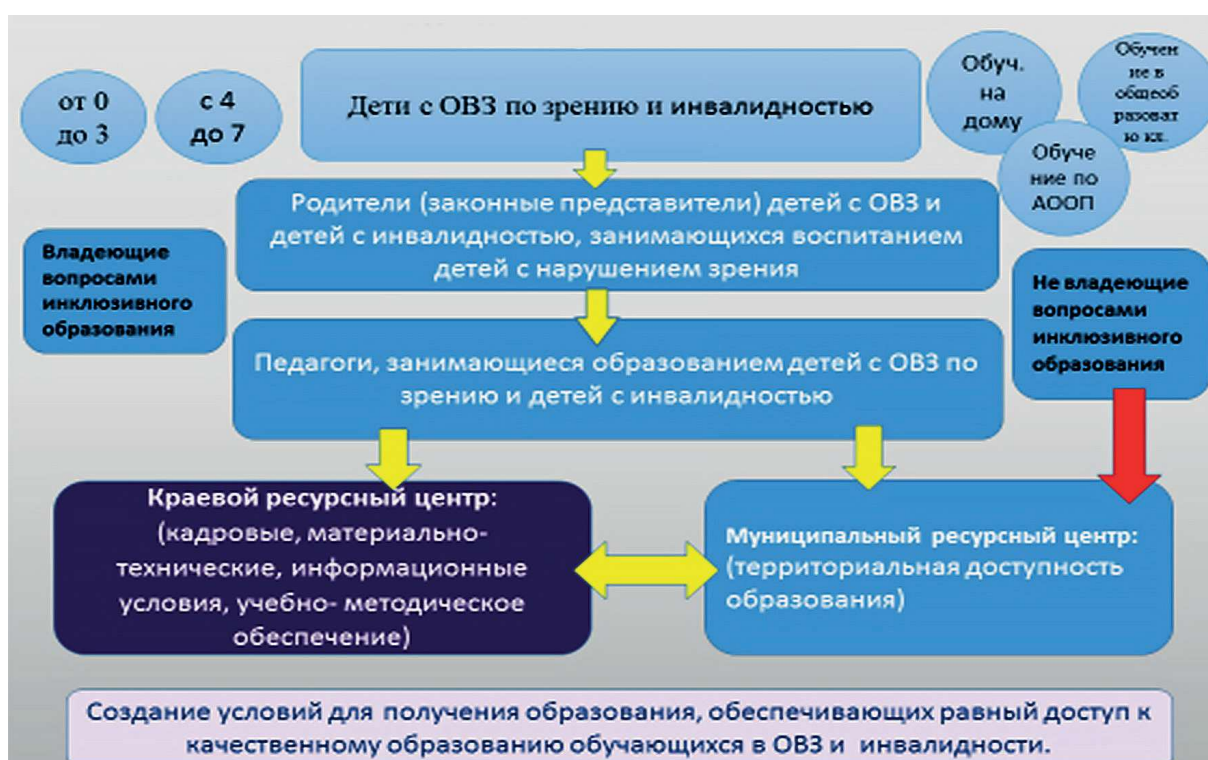 от 0
до 3
с 4
до 7
Дети с ОВЗ по зрению и инвалидностью
Обуч.
на
дому
Обучен
ие в
общеоб
разоват
ю кл.
Обуче
ние по
АООП
Родители (законные представители) детей с ОВЗ и
детей с инвалидностью, занимающихся воспитанием
детей с нарушением зрения
Владеющие
вопросами
инклюзивного
образования
Не владеющие
вопросами
инклюзивного
образования
Педагоги, занимающиеся образованием детей с ОВЗ по
зрению и детей с инвалидностью
Краевой ресурсный центр:
(кадровые, материально-
технические, информационные
условия, учебно- методическое
обеспечение)
Муниципальный ресурсный центр:
(территориальная доступность
образования)
Создание условий для получения образования, обеспечивающих равный доступ к
качественному образованию обучающихся в ОВЗ и инвалидности.